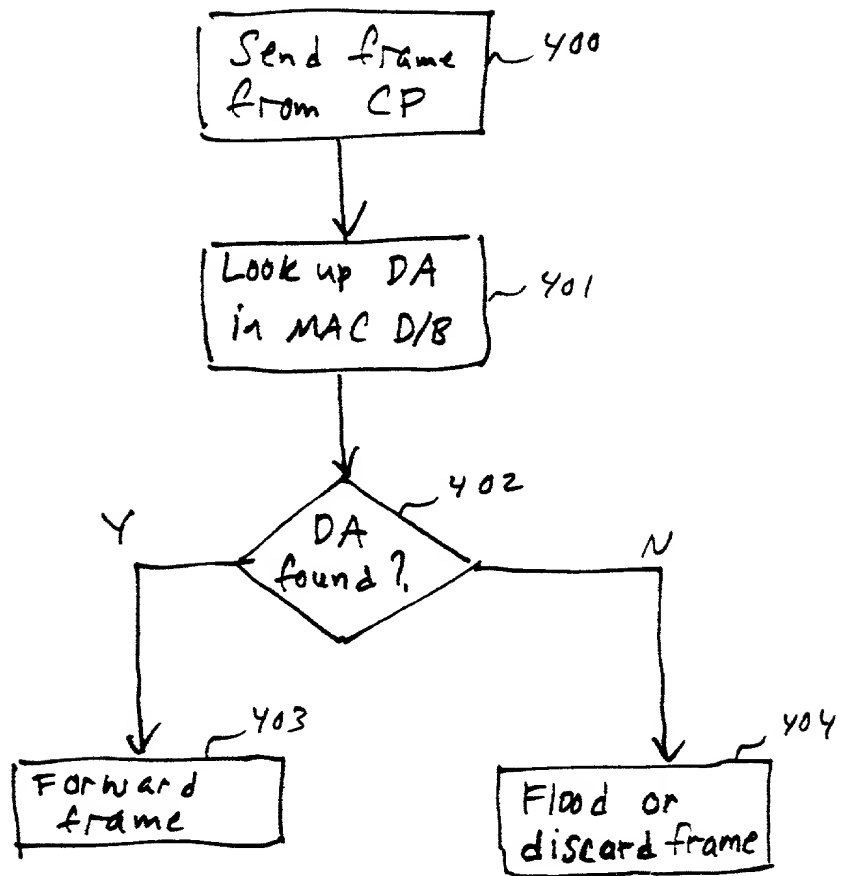 Send frame
from CP
400
Look up DA
in MAC D/B
401
402
DA
found?
Y
N
403
Forward
frame
404
Flood or
discard frame